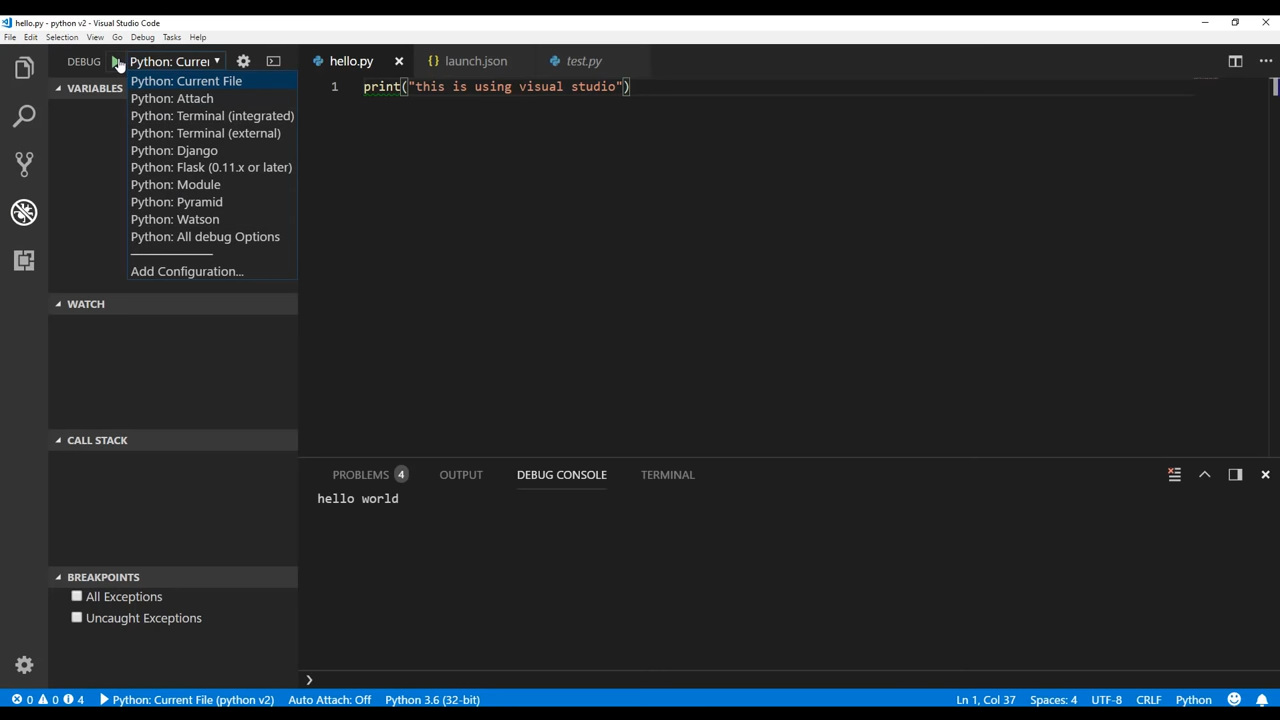 hello.py - python v2 - Visual Studio Code
File Edit Selection View Go Debug Tasks Help
DEBUG Python: Currer
Python: Current File
Python: Attach
Python: Terminal (integrated)
Python: Terminal (external)
Python: Django
Python: Flask (0.11.x or later)
Python: Module
Python: Pyramid
Python: Watson
Python: All debug Options
Add Configuration...
VARIABLES
WATCH
CALL STACK
BREAKPOINTS
All Exceptions
Uncaught Exceptions
hello.py launch.json test.py
1 print("this is using visual studio")
PROBLEMS 4 OUTPUT DEBUG CONSOLE TERMINAL
hello world
0 0 4 Python: Current File (python v2) Auto Attach: Off Python 3.6 (32-bit) Ln 1, Col 37 Spaces: 4 UTF-8 CRLF Python